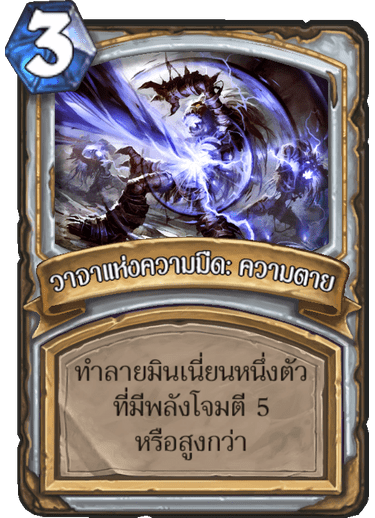 3
วาจาแห่งความมืด: ความตาย
ทำลายมินเนี่ยนหนึ่งตัว
ที่มีพลังโจมตี 5
หรือสูงกว่า